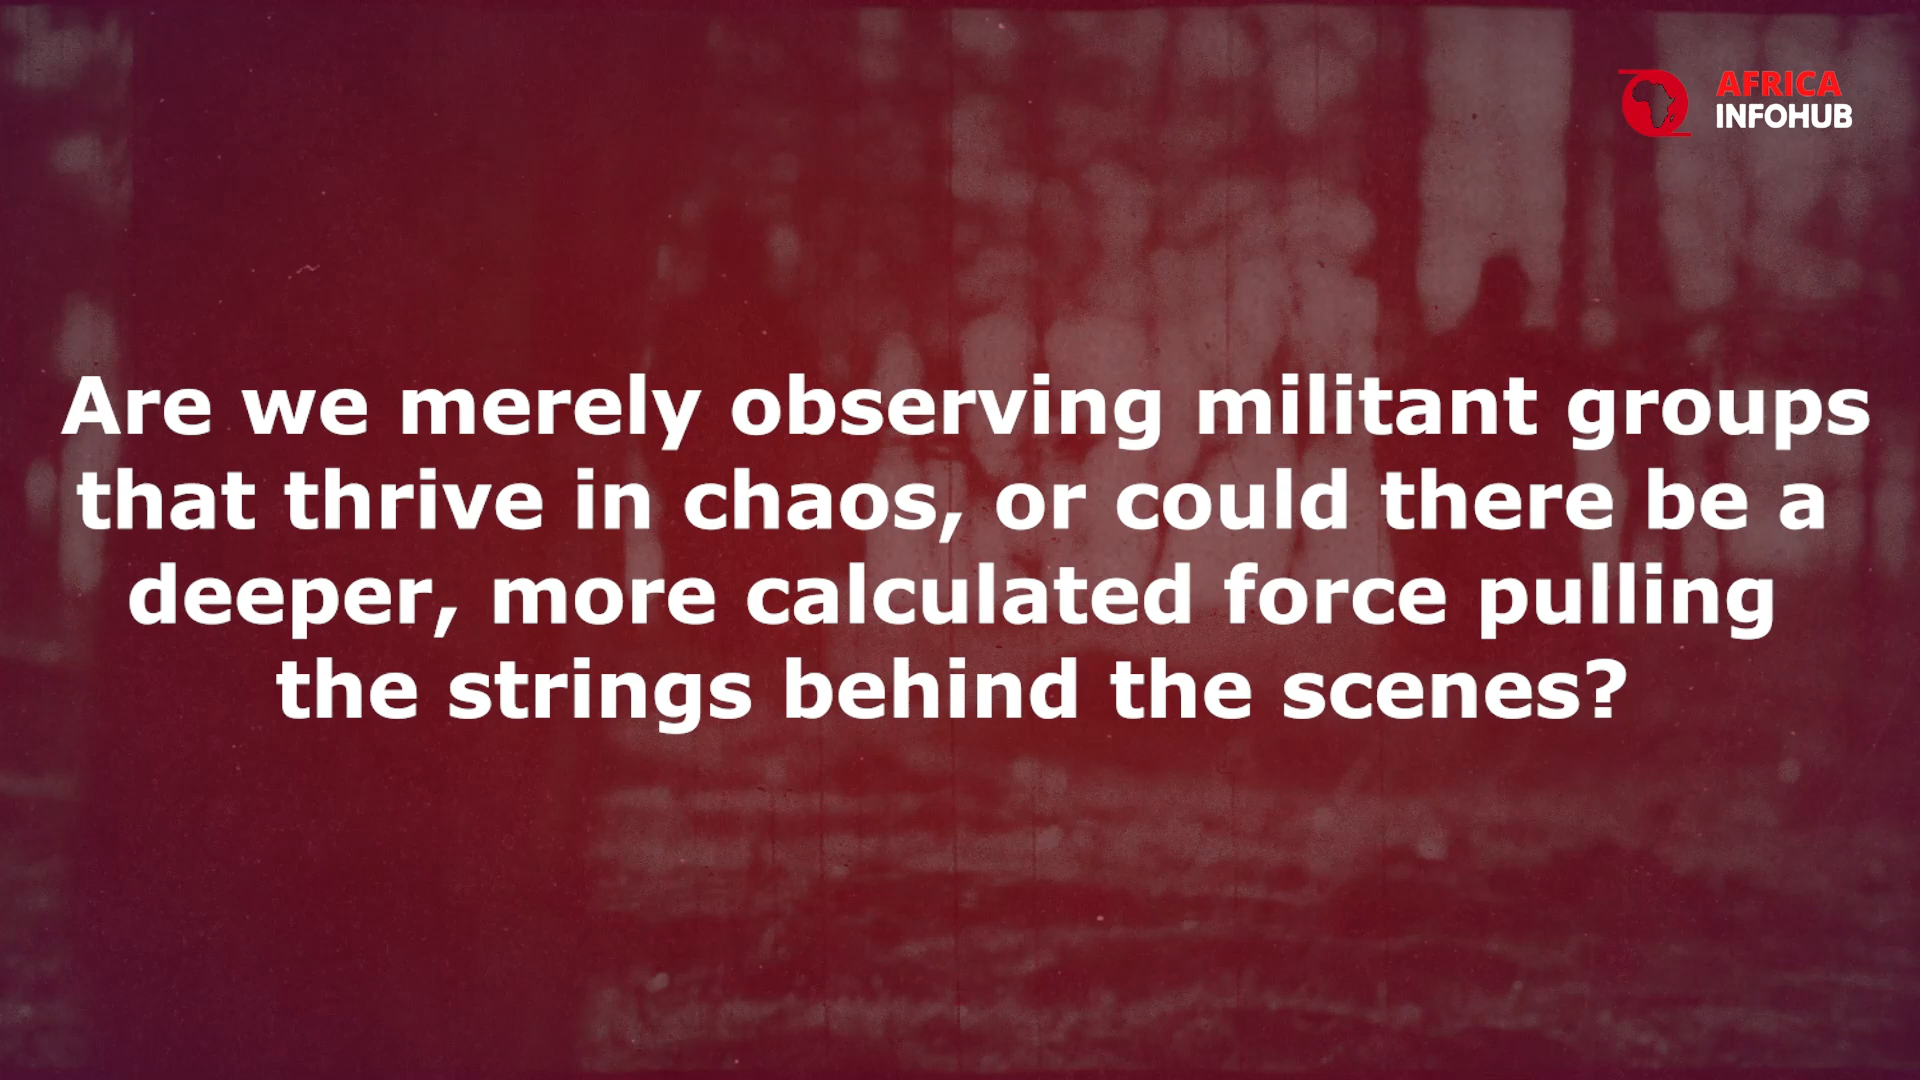 AFRICA
INFOHUB
Are we merely observing militant groups
that thrive in chaos, or could there be a
deeper, more calculated force pulling
the strings behind the scenes?